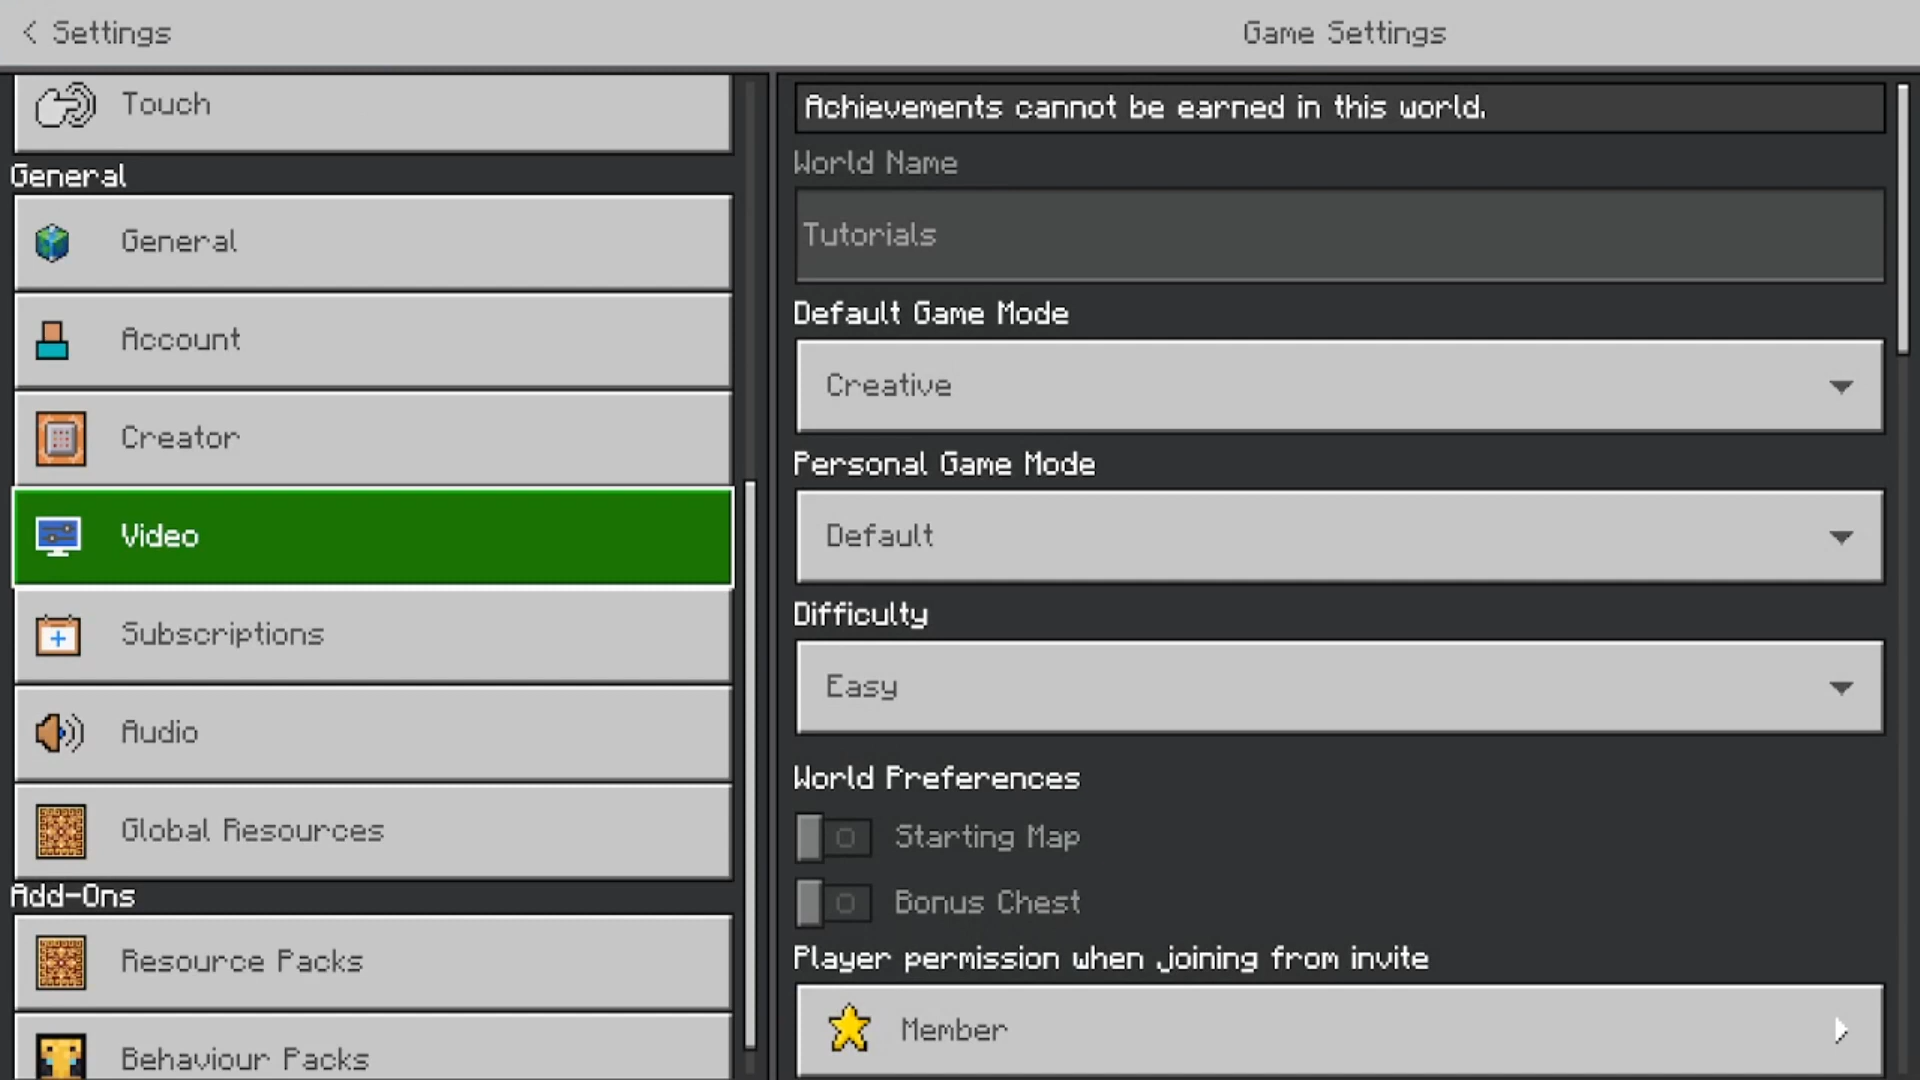 Settings
Game Settings
Touch
General
General
Account
Creator
Video
Subscriptions
Audio
Global Resources
Add-Ons
Resource Packs
Behaviour Packs
Achievements cannot be earned in this world.
World Name
Tutorials
Default Game Mode
Creative
Personal Game Mode
Default
Difficulty
Easy
World Preferences
Starting Map
Bonus Chest
Player permission when joining from invite
Member